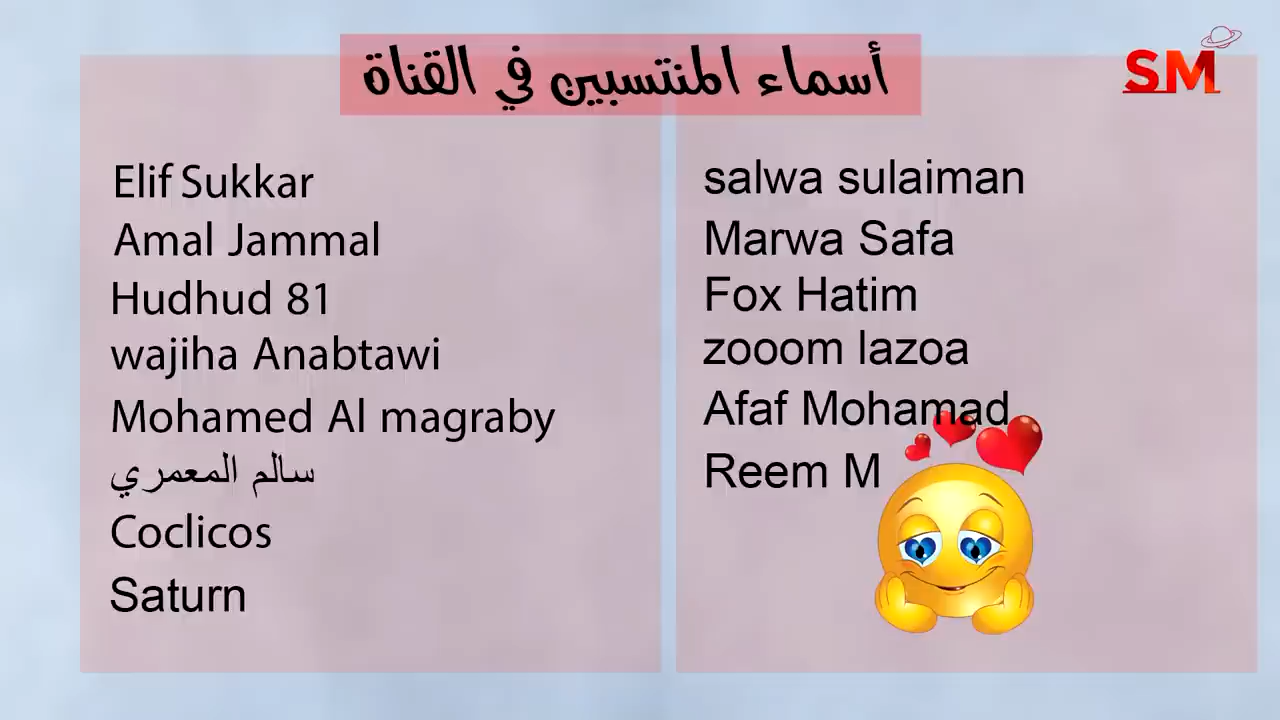 أسماء المنتسبين في القناة
SM
Elif Sukkar
Amal Jammal
Hudhud 81
wajiha Anabtawi
Mohamed Al magraby
سالم المعمري
Coclicos
Saturn
salwa sulaiman
Marwa Safa
Fox Hatim
zooom lazoa
Afaf Mohamad
Reem M